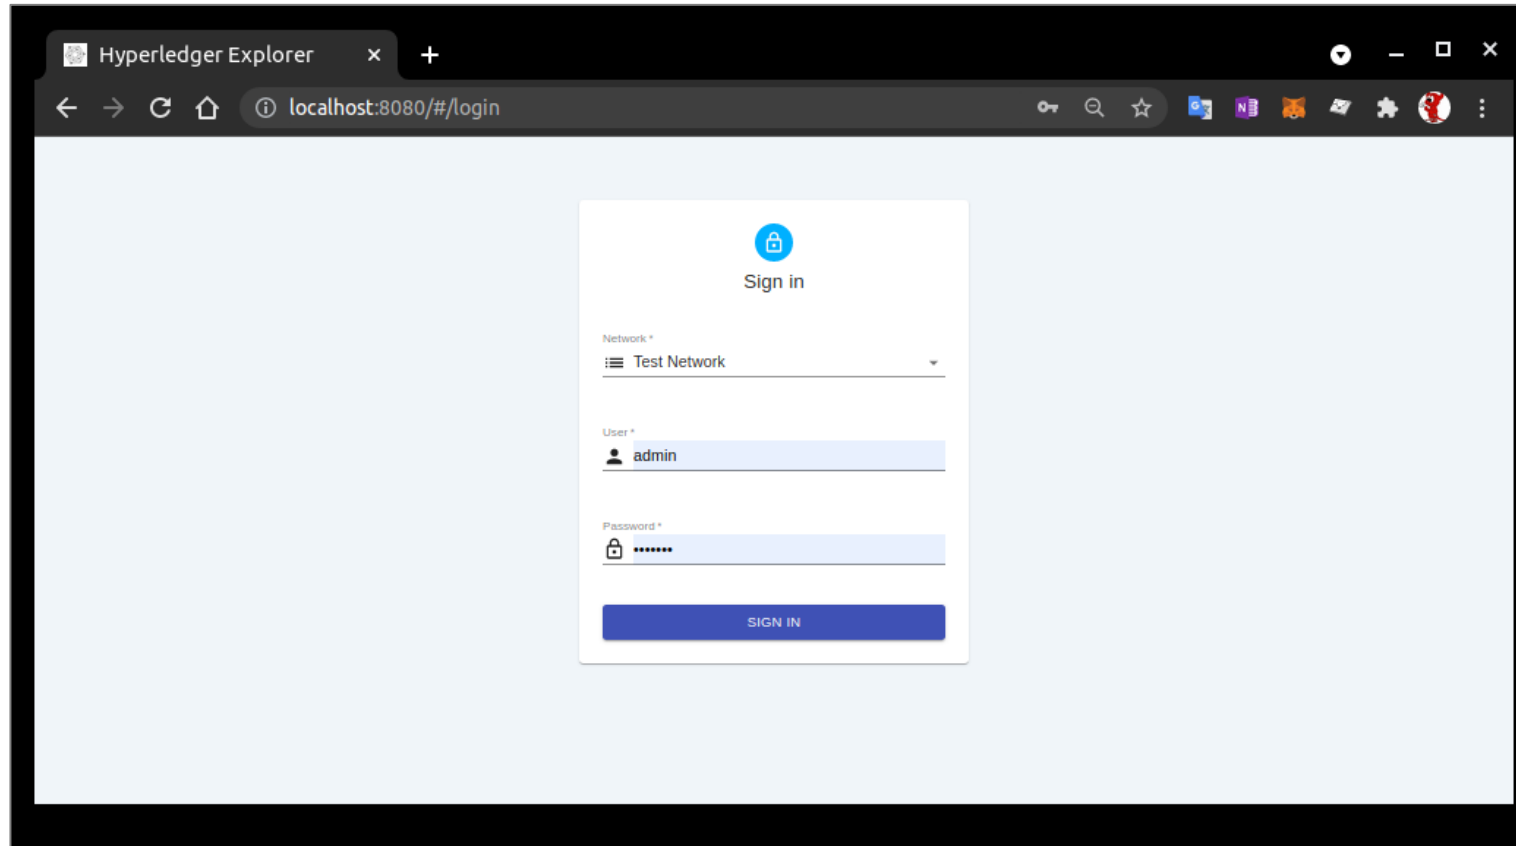 Hyperledger Explorer
localhost:8080/#/login
Sign in
Network *
Test Network
User *
admin
Password *
•••••••
SIGN IN